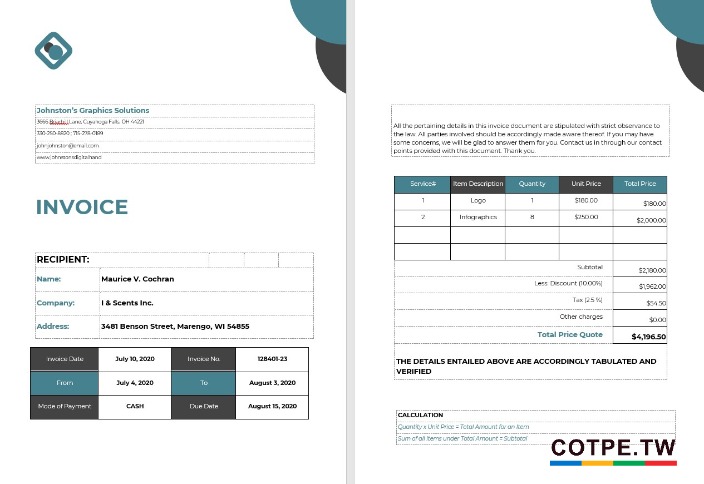 Johnston's Graphics Solutions
3665 Lane, Cuyahoga Falls, OH 44221
330-250-8820 ; 715-278-0189
johnjohnston@email.com
www.johnsonsdigitalhand
INVOICE
RECIPIENT:
Name: Maurice V. Cochran
Company: I & Scents Inc.
Address: 3481 Benson Street, Marengo, WI 54855
Invoice Date July 10, 2020 Invoice No. 128401-23
From July 4, 2020 To August 3, 2020
Mode of Payment CASH Due Date August 15, 2020
All the pertaining details in this invoice document are stipulated with strict observance to
the law. All parties involved should be accordingly made aware thereof. If you may have
some concerns, we will be glad to answer them for you. Contact us in through our contact
points provided with this document. Thank you.
Service# Item Description Quantity Unit Price Total Price
1 Logo 1 $180.00 $180.00
2 Infographics 8 $250.00 $2,000.00
Subtotal $2,180.00
Less: Discount (10.00%) $1,962.00
Tax (2.5 %) $54.50
Other charges $0.00
Total Price Quote $4,196.50
THE DETAILS ENTAILED ABOVE ARE ACCORDINGLY TABULATED AND
VERIFIED
CALCULATION
Quantity x Unit Price = Total Amount for an Item
Sum of all Items under Total Amount = Subtotal
COTPE.TW